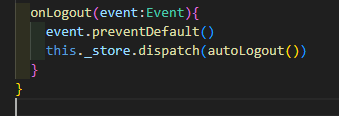 onLogout(event:Event){
event.preventDefault()
this._store.dispatch(autoLogout())
}
}